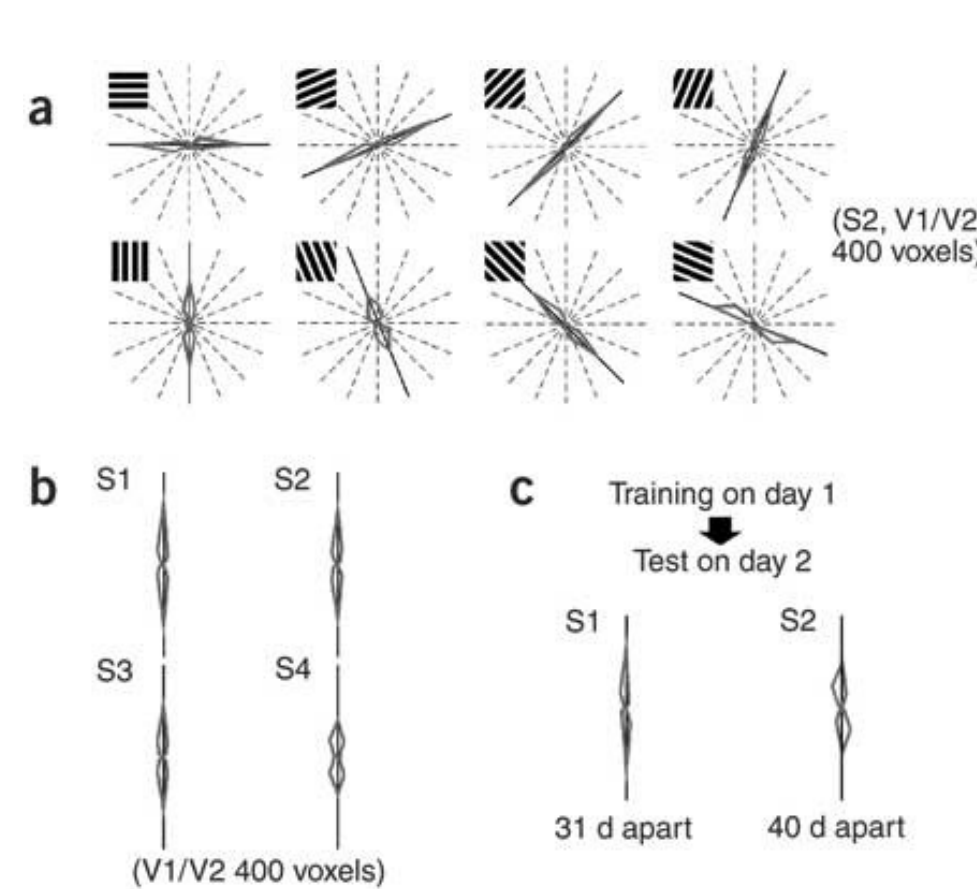 a
(S2, V1/V2
400 voxels)
b
S1
S2
S3
S4
(V1/V2 400 voxels)
c
Training on day 1
Test on day 2
S1
S2
31 d apart
40 d apart